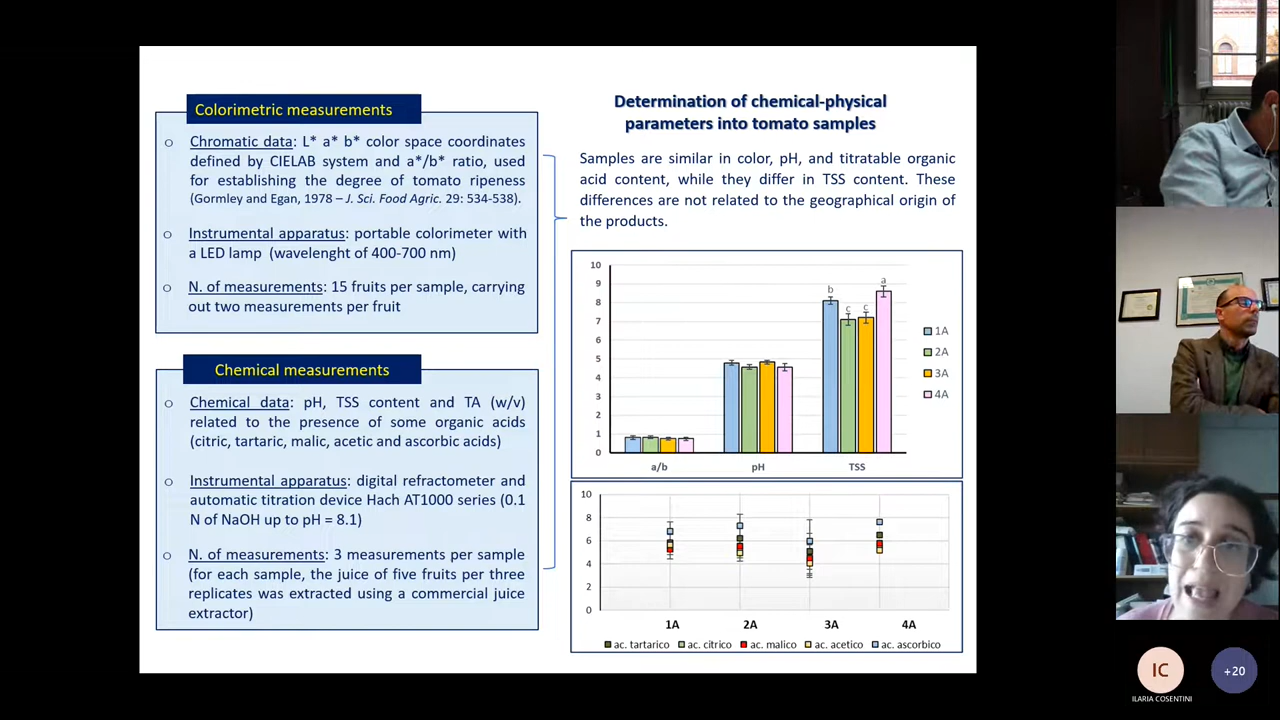 Colorimetric measurements
o Chromatic data: L* a* b* color space coordinates
defined by CIELAB system and a*/b* ratio, used
for establishing the degree of tomato ripeness
(Gormley and Egan, 1978 – J. Sci. Food Agric. 29: 534-538).
o Instrumental apparatus: portable colorimeter with
a LED lamp (wavelenght of 400-700 nm)
o N. of measurements: 15 fruits per sample, carrying
out two measurements per fruit
Chemical measurements
o Chemical data: pH, TSS content and TA (w/v)
related to the presence of some organic acids
(citric, tartaric, malic, acetic and ascorbic acids)
o Instrumental apparatus: digital refractometer and
automatic titration device Hach AT1000 series (0.1
N of NaOH up to pH = 8.1)
o N. of measurements: 3 measurements per sample
(for each sample, the juice of five fruits per three
replicates was extracted using a commercial juice
extractor)
Determination of chemical-physical
parameters into tomato samples
Samples are similar in color, pH, and titratable organic
acid content, while they differ in TSS content. These
differences are not related to the geographical origin of
the products.
10
9
8
7
6
5
4
3
2
1
0
b
c
c
a
a/b
pH
TSS
1A
2A
3A
4A
10
8
6
4
2
0
1A
2A
3A
4A
ac. tartarico
ac. citrico
ac. malico
ac. acetico
ac. ascorbico
IC
+20
ILARIA COSENTINI